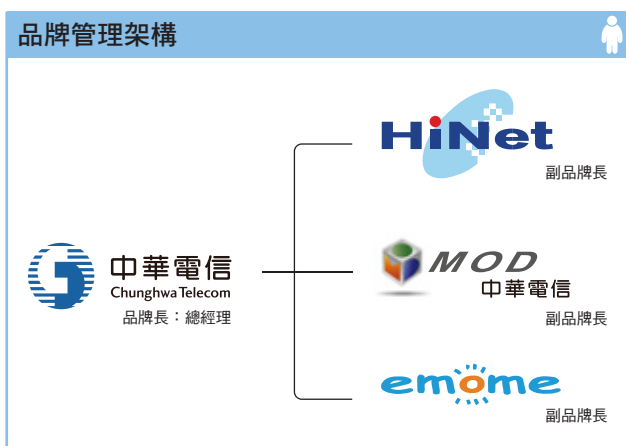 品牌管理架構
HiNet
副品牌長
中華電信
Chunghwa Telecom
品牌長：總經理
MOD
中華電信
副品牌長
emome
副品牌長